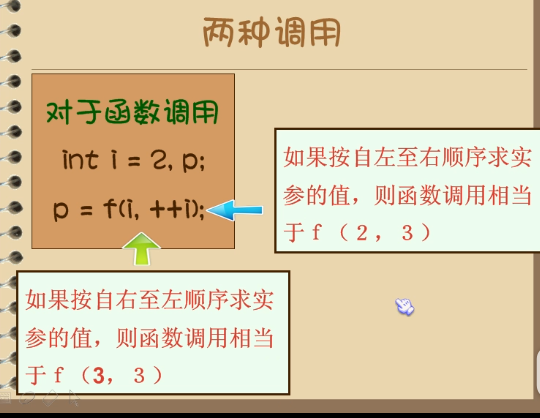 两种调用
对于函数调用
int i = 2, p;
p = f(i, ++i);
如果按自左至右顺序求实
参的值，则函数调用相当
于ｆ（２，３）
如果按自右至左顺序求实
参的值，则函数调用相当
于ｆ（3，３）